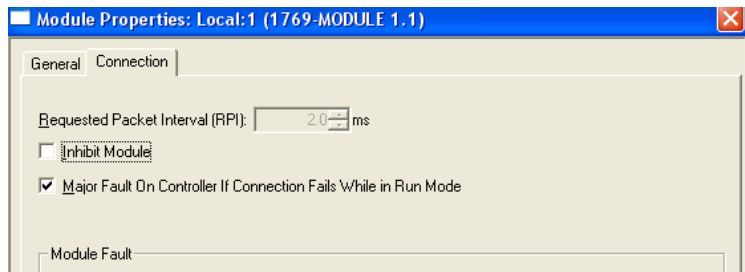 Module Properties: Local:1 (1769-MODULE 1.1)
General Connection
Requested Packet Interval (RPI): 2.0 ms
Inhibit Module
Major Fault On Controller If Connection Fails While in Run Mode
Module Fault